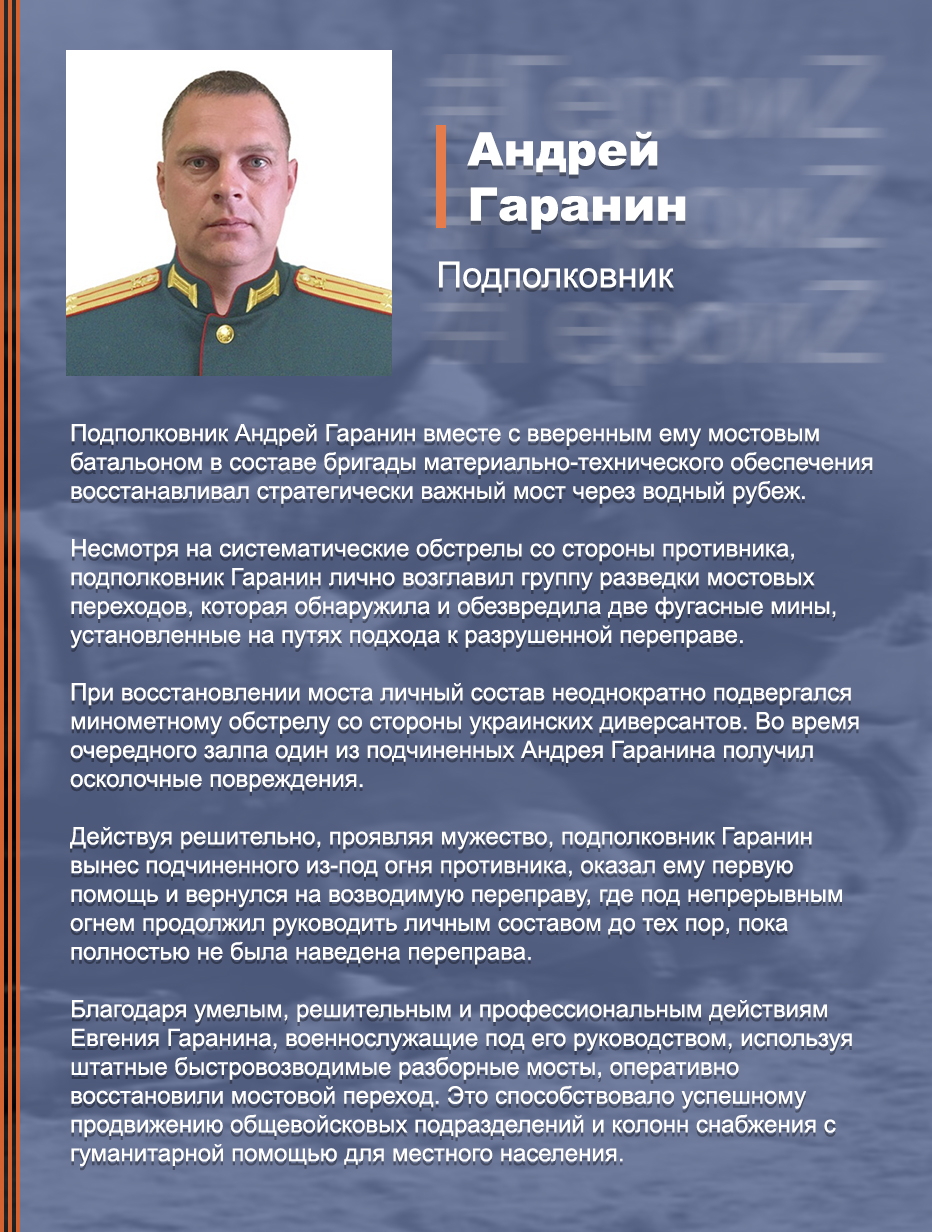 #ГероиZ
#ГероиZ
#ГероиZ
Андрей
Гаранин
Подполковник
Подполковник Андрей Гаранин вместе с вверенным ему мостовым
батальоном в составе бригады материально-технического обеспечения
восстанавливал стратегически важный мост через водный рубеж.
Несмотря на систематические обстрелы со стороны противника,
подполковник Гаранин лично возглавил группу разведки мостовых
переходов, которая обнаружила и обезвредила две фугасные мины,
установленные на путях подхода к разрушенной переправе.
При восстановлении моста личный состав неоднократно подвергался
минометному обстрелу со стороны украинских диверсантов. Во время
очередного залпа один из подчиненных Андрея Гаранина получил
осколочные повреждения.
Действуя решительно, проявляя мужество, подполковник Гаранин
вынес подчиненного из-под огня противника, оказал ему первую
помощь и вернулся на возводимую переправу, где под непрерывным
огнем продолжил руководить личным составом до тех пор, пока
полностью не была наведена переправа.
Благодаря умелым, решительным и профессиональным действиям
Евгения Гаранина, военнослужащие под его руководством, используя
штатные быстровозводимые разборные мосты, оперативно
восстановили мостовой переход. Это способствовало успешному
продвижению общевойсковых подразделений и колонн снабжения с
гуманитарной помощью для местного населения.